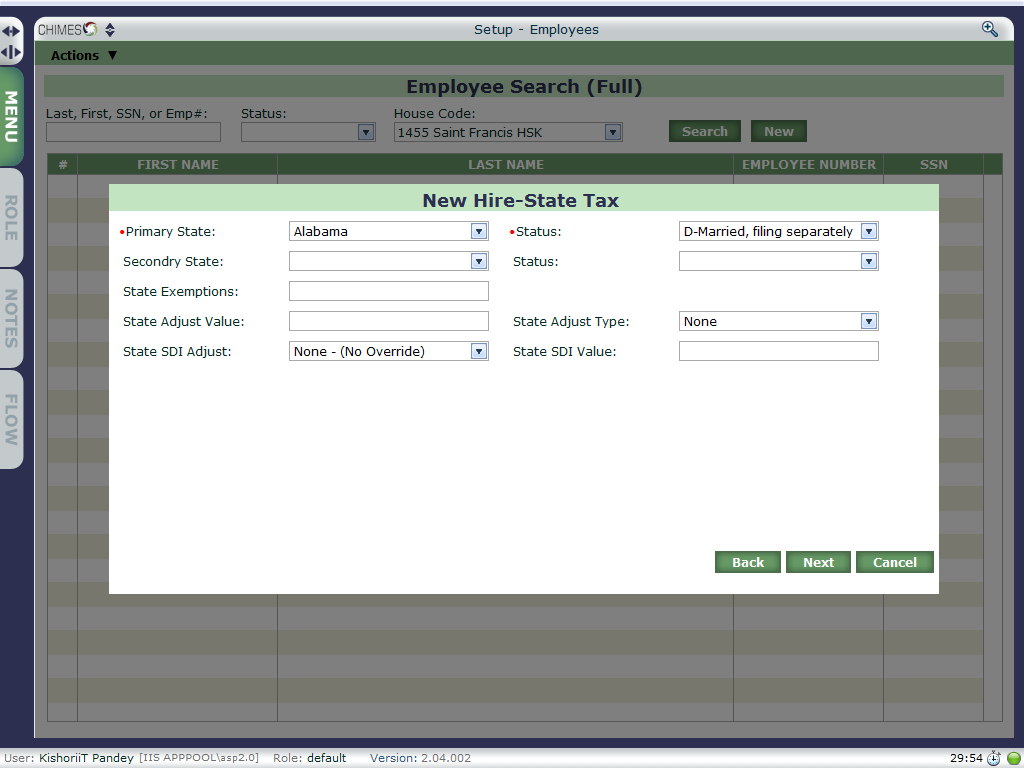 CHIMES
Setup - Employees
Actions ▼
MENU
ROLE
NOTES
FLOW
Employee Search (Full)
Last, First, SSN, or Emp#: Status: House Code:
1455 Saint Francis HSK Search New
# FIRST NAME LAST NAME EMPLOYEE NUMBER SSN
New Hire-State Tax
•Primary State: Alabama •Status: D-Married, filing separately
Secondry State: Status:
State Exemptions:
State Adjust Value: State Adjust Type: None
State SDI Adjust: None - (No Override) State SDI Value:
Back Next Cancel
User: KishoriiT Pandey [IIS APPPOOL\asp2.0] Role: default Version: 2.04.002 29:54